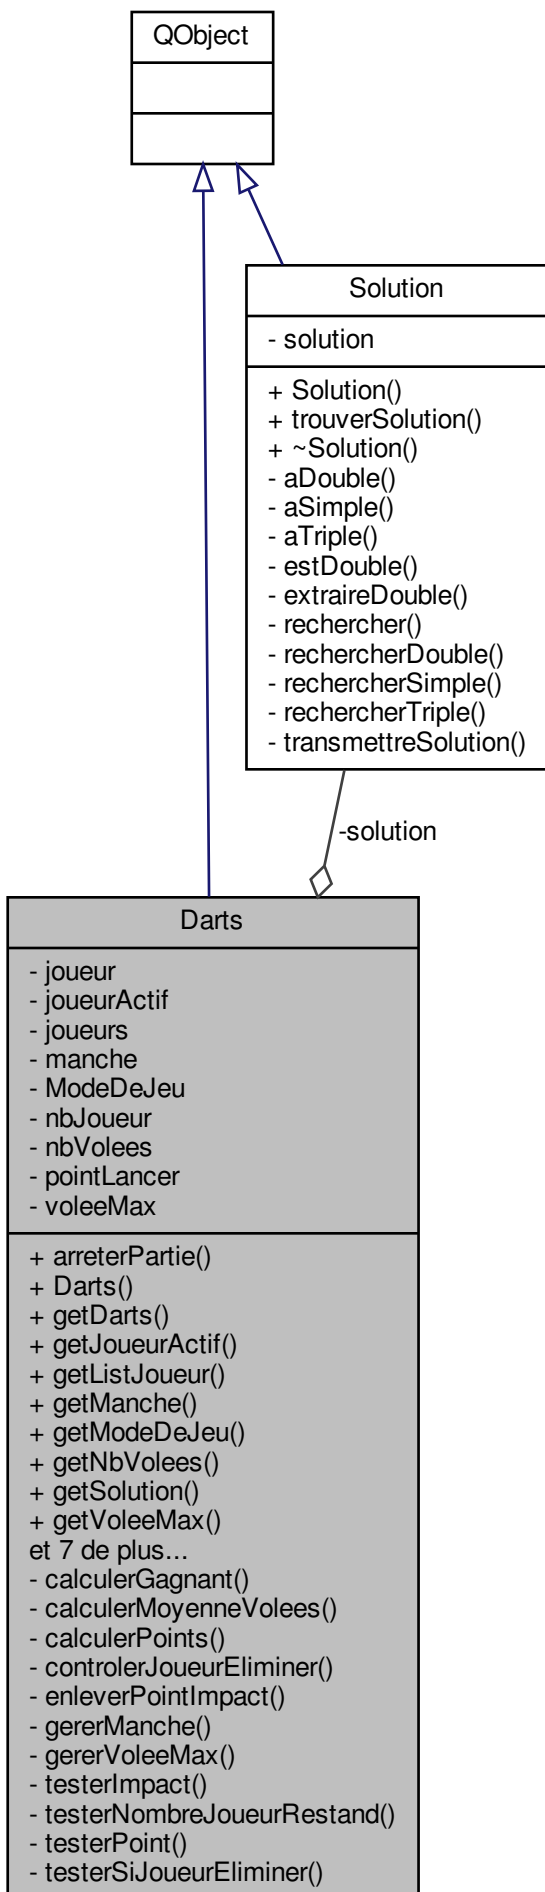 QObject
Solution
- solution
+ Solution()
+ trouverSolution()
+ ~Solution()
- aDouble()
- aSimple()
- aTriple()
- estDouble()
- extraireDouble()
- rechercher()
- rechercherDouble()
- rechercherSimple()
- rechercherTriple()
- transmettreSolution()
-solution
Darts
- joueur
- joueurActif
- joueurs
- manche
- ModeDeJeu
- nbJoueur
- nbVolees
- pointLancer
- voleeMax
+ arreterPartie()
+ Darts()
+ getDarts()
+ getJoueurActif()
+ getListJoueur()
+ getManche()
+ getModeDeJeu()
+ getNbVolees()
+ getSolution()
+ getVoleeMax()
et 7 de plus...
- calculerGagnant()
- calculerMoyenneVolees()
- calculerPoints()
- controlerJoueurEliminer()
- enleverPointImpact()
- gererManche()
- gererVoleeMax()
- testerImpact()
- testerNombreJoueurRestand()
- testerPoint()
- testerSiJoueurEliminer()